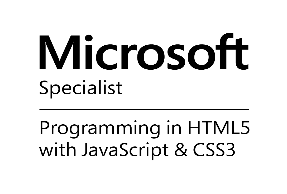 Microsoft
Specialist
Programming in HTML5
with JavaScript & CSS3